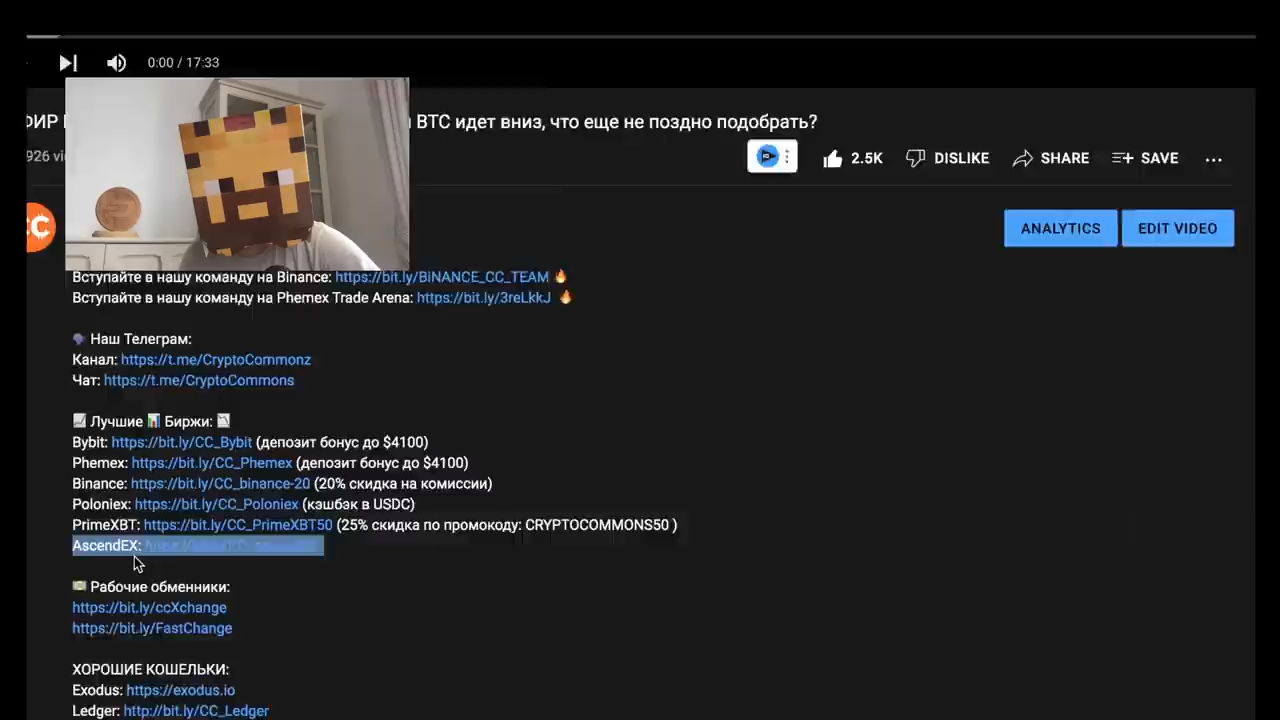 0:00 / 17:33
ФИР
BTC идет вниз, что еще не поздно подобрать?
2.5K DISLIKE SHARE SAVE
ANALYTICS EDIT VIDEO
Вступайте в нашу команду на Binance: https://bit.ly/BiNANCE_CC_TEAM 🔥
Вступайте в нашу команду на Phemex Trade Arena: https://bit.ly/3reLkkJ 🔥
Наш Телеграм:
Канал: https://t.me/CryptoCommonz
Чат: https://t.me/CryptoCommons
Лучшие Биржи:
Bybit: https://bit.ly/CC_Bybit (депозит бонус до $4100)
Phemex: https://bit.ly/CC_Phemex (депозит бонус до $4100)
Binance: https://bit.ly/CC_binance-20 (20% скидка на комиссии)
Poloniex: https://bit.ly/CC_Poloniex (кэшбэк в USDC)
PrimeXBT: https://bit.ly/CC_PrimeXBT50 (25% скидка по промокоду: CRYPTOCOMMONS50 )
AscendEX:
Рабочие обменники:
https://bit.ly/ccXchange
https://bit.ly/FastChange
ХОРОШИЕ КОШЕЛЬКИ:
Exodus: https://exodus.io
Ledger: http://bit.ly/CC_Ledger